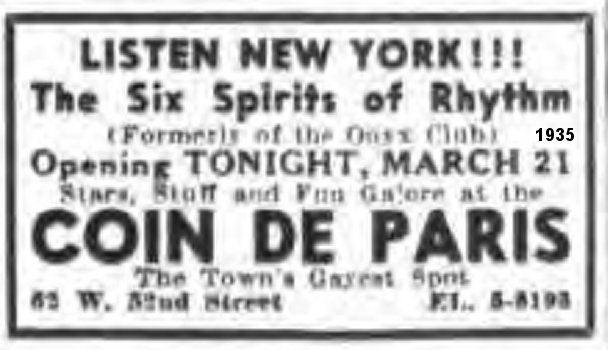 LISTEN NEW YORK!!!
The Six Spirits of Rhythm
(Formerly of the Onyx Club) 1935
Opening TONIGHT, MARCH 21
Stars, Stuff and Fun Galore at the
COIN DE PARIS
The Town's Gayest Spot
W. 52nd Street EL. 5-8193